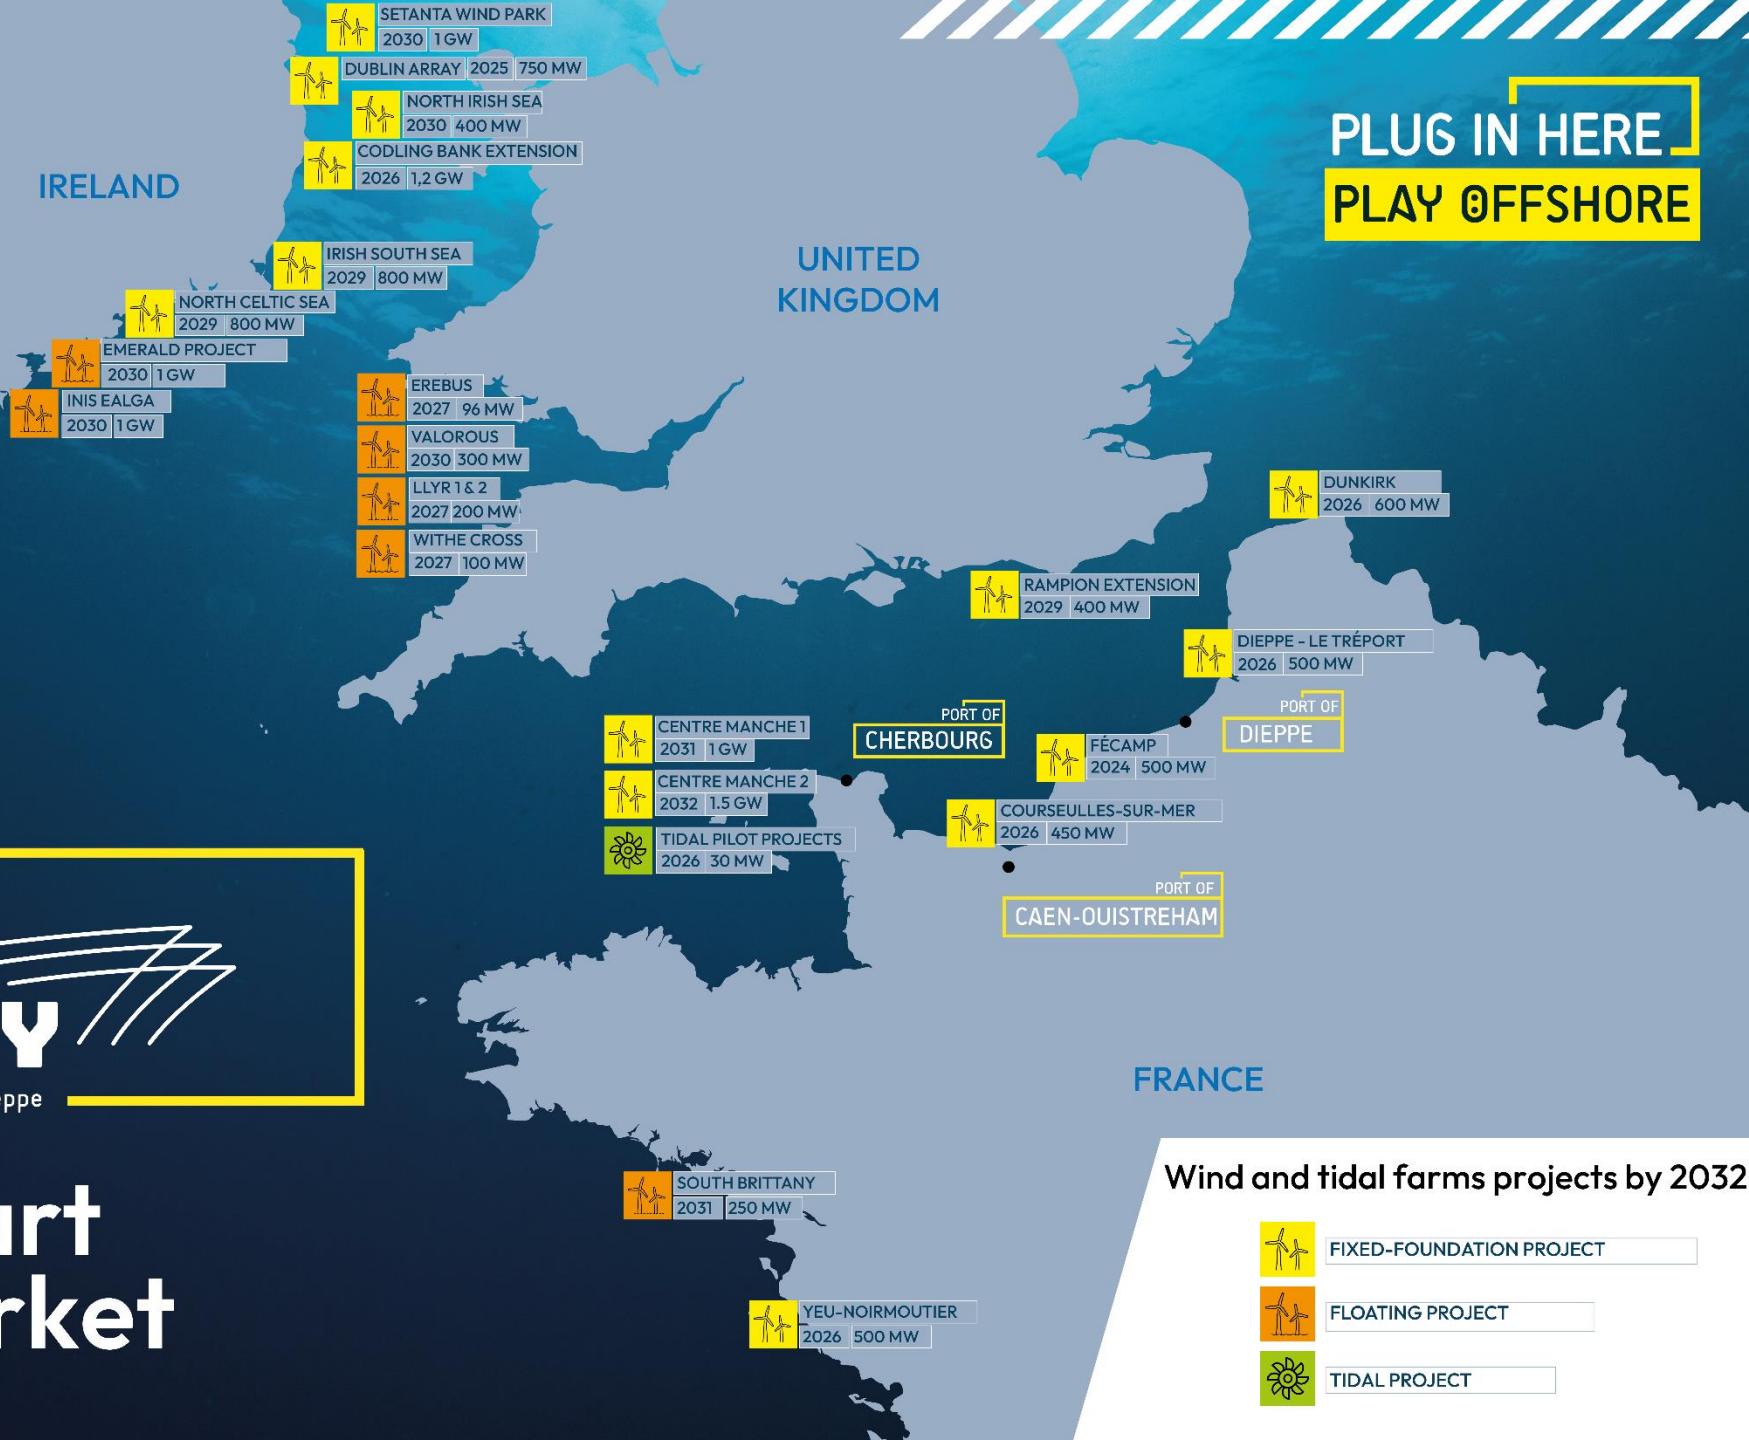 SETANTA WIND PARK
2030 1 GW
DUBLIN ARRAY 2025 750 MW
NORTH IRISH SEA
2030 400 MW
CODLING BANK EXTENSION
2026 1,2 GW
IRELAND
PLUG IN HERE
PLAY OFFSHORE
UNITED
KINGDOM
IRISH SOUTH SEA
2029 800 MW
NORTH CELTIC SEA
2029 800 MW
EMERALD PROJECT
2030 1 GW
INIS EALGA
2030 1 GW
EREBUS
2027 96 MW
VALOROUS
2030 300 MW
LLYR 1 & 2
2027 200 MW
WITHE CROSS
2027 100 MW
DUNKIRK
2026 600 MW
RAMPION EXTENSION
2029 400 MW
DIEPPE - LE TRÉPORT
2026 500 MW
PORT OF
DIEPPE
PORT OF
CHERBOURG
CENTRE MANCHE 1
2031 1 GW
CENTRE MANCHE 2
2032 1.5 GW
TIDAL PILOT PROJECTS
2026 30 MW
FÉCAMP
2024 500 MW
COURSEULLES-SUR-MER
2026 450 MW
PORT OF
CAEN-OUISTREHAM
Y
eppe
FRANCE
art
rket
SOUTH BRITTANY
2031 250 MW
YEU-NOIRMOUTIER
2026 500 MW
Wind and tidal farms projects by 2032
FIXED-FOUNDATION PROJECT
FLOATING PROJECT
TIDAL PROJECT